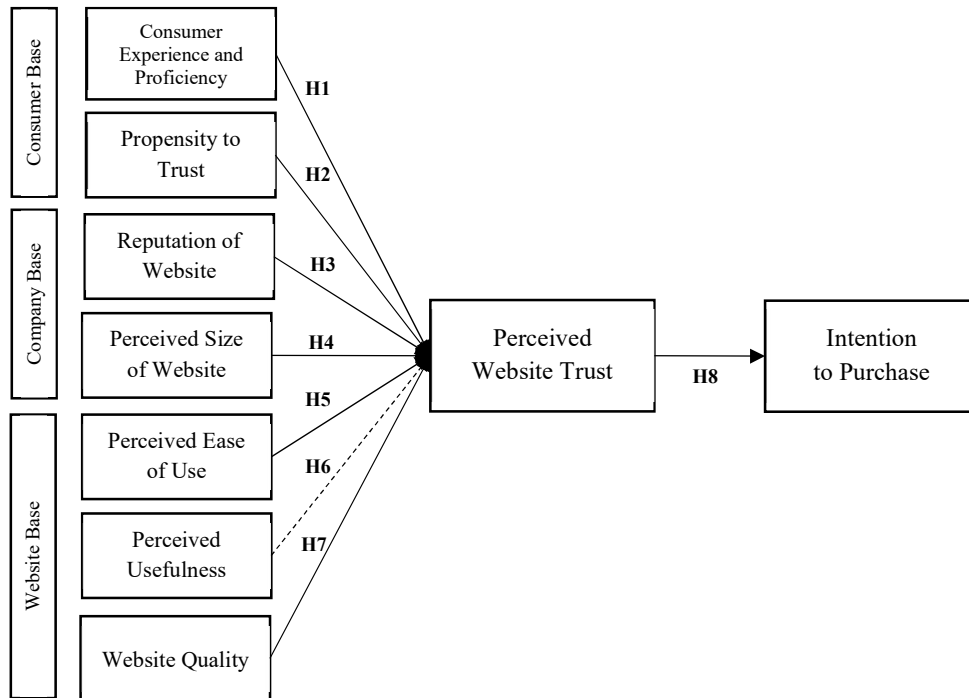 Consumer Base
Consumer
Experience and
Proficiency
H1
Propensity to
Trust
H2
Company Base
Reputation of
Website
H3
Perceived Size
of Website
H4
Website Base
Perceived Ease
of Use
H5
Perceived
Usefulness
H6
Website Quality
H7
Perceived
Website Trust
H8
Intention
to Purchase